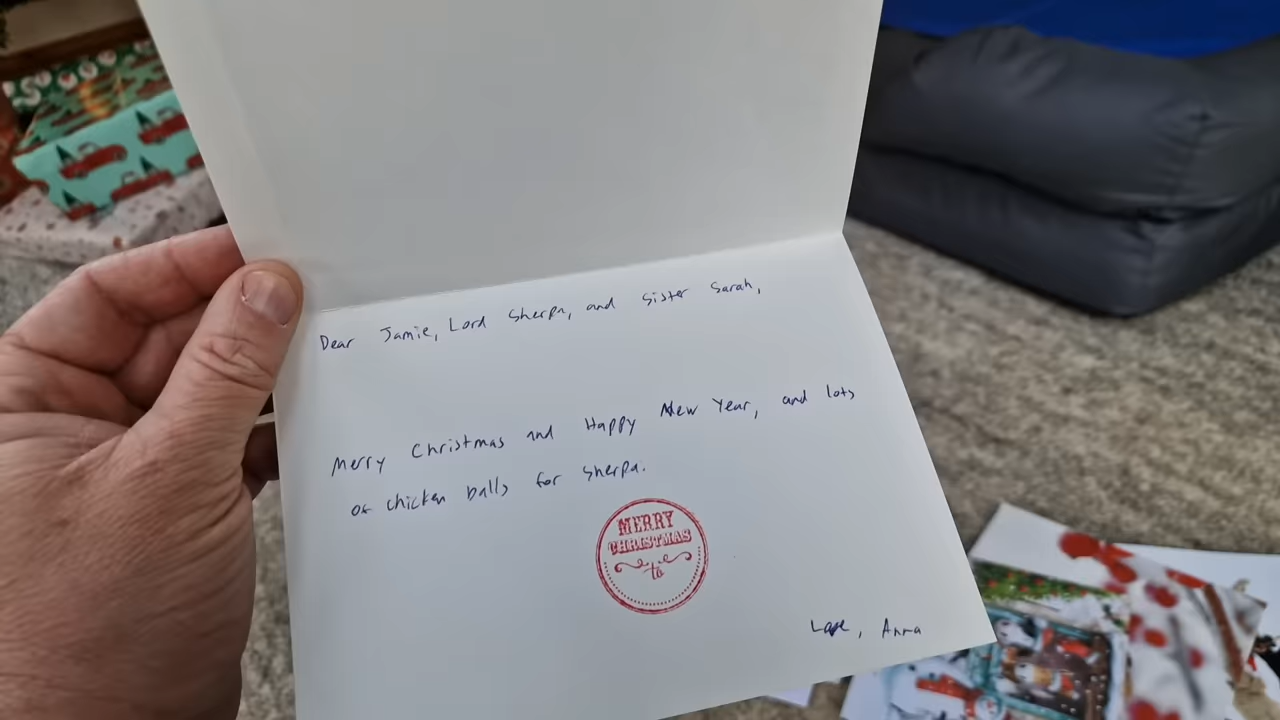 Dear Jamie, Lord Sherpa, and Sister Sarah,
Merry Christmas and Happy New Year, and lots
of chicken balls for Sherpa.
MERRY
CHRISTMAS
to
Love, Anna